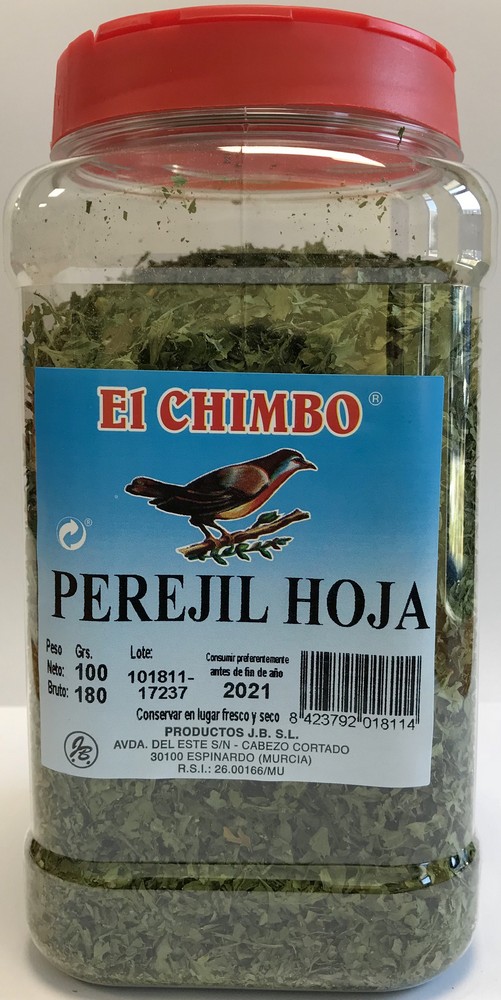 El CHIMBO ®
®
PEREJIL HOJA
Peso Grs.
Neto: 100
Bruto: 180
Lote:
101811-
17237
Consumir preferentemente
antes de fin de año
2021
Conservar en lugar fresco y seco
8 423792 018114
J.B.
PRODUCTOS J.B. S.L.
AVDA. DEL ESTE S/N - CABEZO CORTADO
30100 ESPINARDO (MURCIA)
R.S.I.: 26.00166/MU